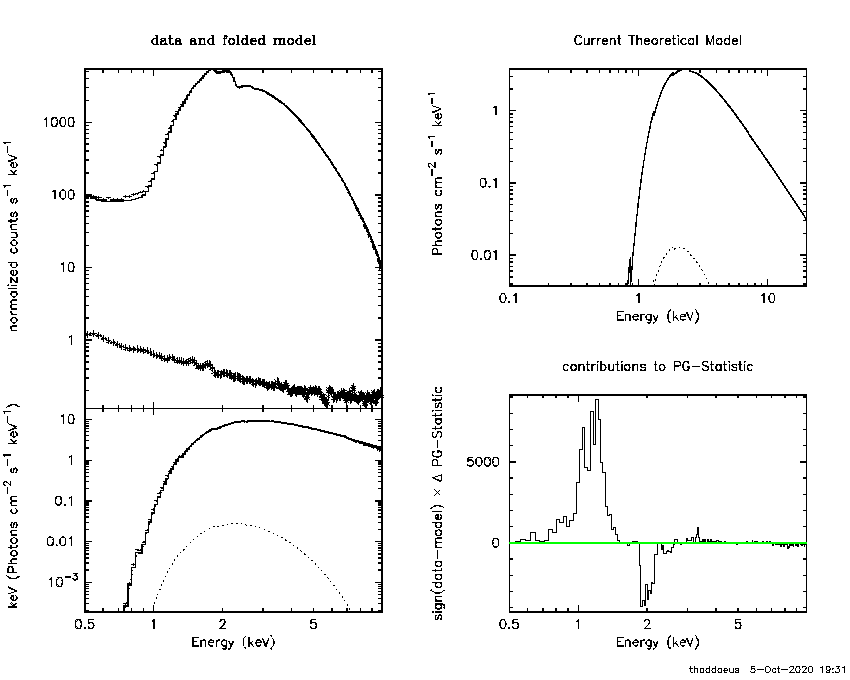 data and folded model
normalized counts s−1 keV−1
1000
100
10
1
keV (Photons cm−2 s−1 keV−1)
10
1
0.1
0.01
10−3
0.5
1
2
5
Energy (keV)
Current Theoretical Model
Photons cm−2 s−1 keV−1
1
0.1
0.01
0.1
1
10
Energy (keV)
contributions to PG−Statistic
sign(data−model) × Δ PG−Statistic
5000
0
0.5
1
2
5
Energy (keV)
thaddaeus 5−Oct−2020 19:31